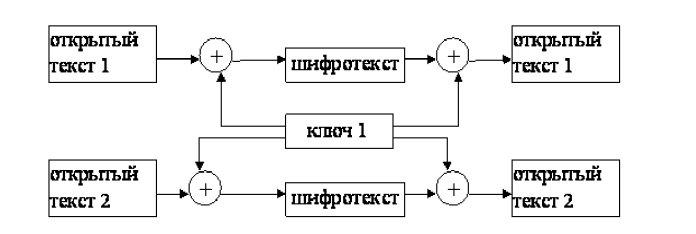 открытый
текст 1
+
шифротекст
+
открытый
текст 1
ключ 1
открытый
текст 2
+
шифротекст
+
открытый
текст 2